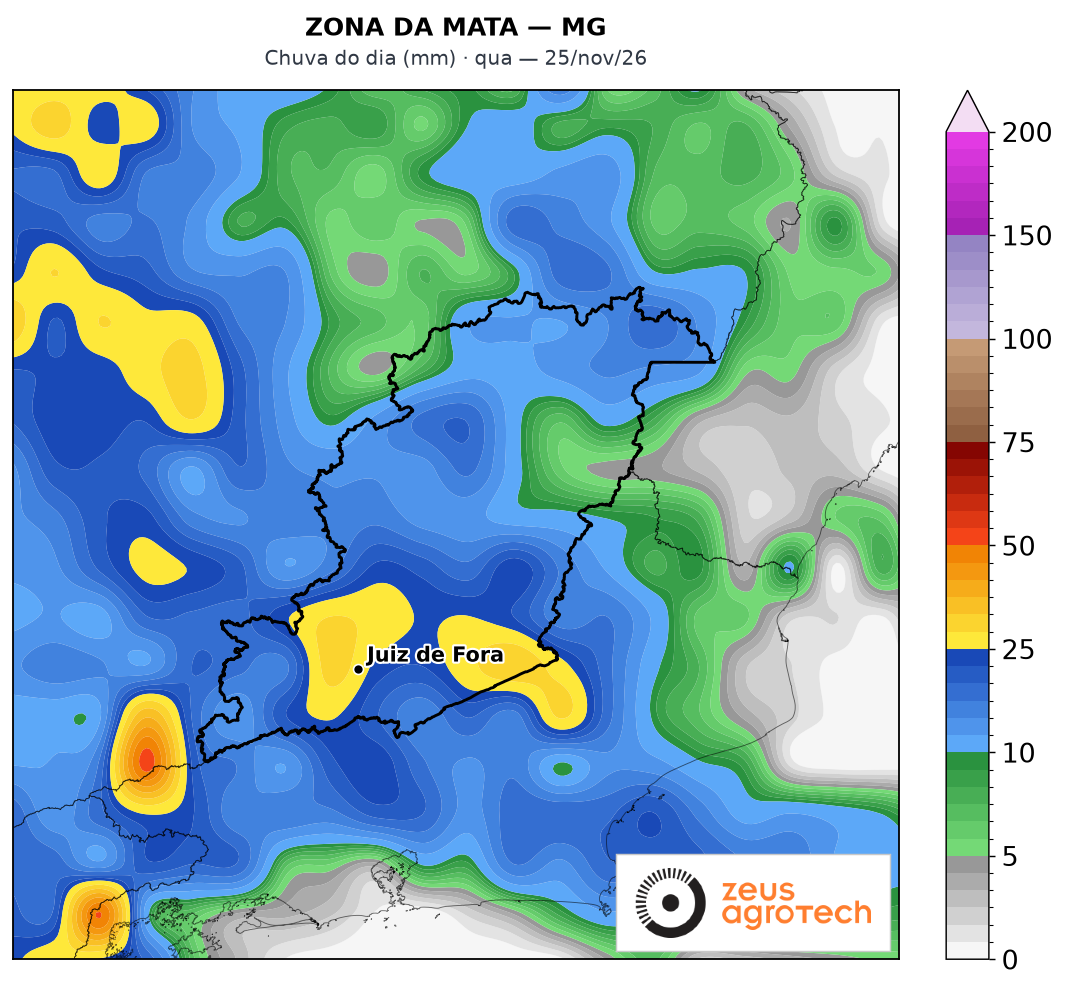 ZONA DA MATA — MG
Chuva do dia (mm) · qua — 25/nov/26
200
150
100
75
50
25
10
5
0
Juiz de Fora
zeus
agrotech